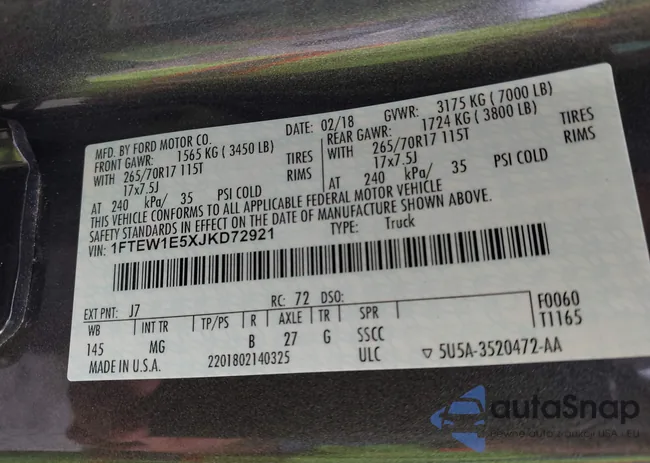 MFD. BY FORD MOTOR CO.
DATE: 02/18 GVWR: 3175 KG ( 7000 LB)
FRONT GAWR: 1565 KG ( 3450 LB) REAR GAWR: 1724 KG ( 3800 LB)
WITH 265/70R17 115T TIRES WITH 265/70R17 115T TIRES
17x7.5J RIMS 17x7.5J RIMS
AT 240 kPa/ 35 PSI COLD AT 240 kPa/ 35 PSI COLD
THIS VEHICLE CONFORMS TO ALL APPLICABLE FEDERAL MOTOR VEHICLE
SAFETY STANDARDS IN EFFECT ON THE DATE OF MANUFACTURE SHOWN ABOVE.
1FTEW1E5XJKD72921 TYPE: Truck
EXT PNT: J7 RC: 72 DSO: F0060
WB INT TR TP/PS R AXLE TR SPR T1165
145 MG B 27 G SSCC
MADE IN U.S.A. 2201802140325 ULC ▽ 5U5A-3520472-AA
autoSnap